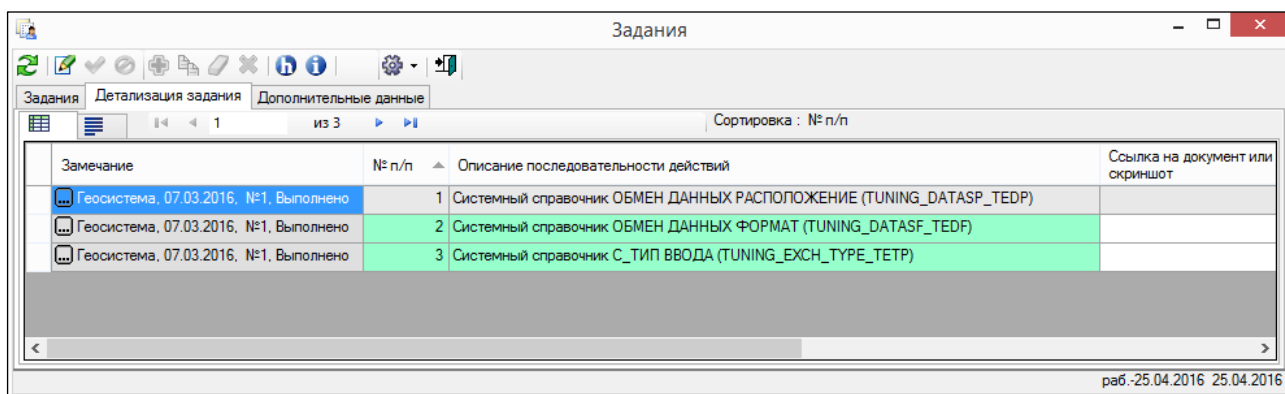 Задания
Задания Детализация задания Дополнительные данные
1 из 3 Сортировка : № п/п
Замечание № п/п Описание последовательности действий Ссылка на документ или скриншот
... Геосистема, 07.03.2016, №1, Выполнено 1 Системный справочник ОБМЕН ДАННЫХ РАСПОЛОЖЕНИЕ (TUNING_DATASP_TEDP)
... Геосистема, 07.03.2016, №1, Выполнено 2 Системный справочник ОБМЕН ДАННЫХ ФОРМАТ (TUNING_DATASF_TEDF)
... Геосистема, 07.03.2016, №1, Выполнено 3 Системный справочник С_ТИП ВВОДА (TUNING_EXCH_TYPE_TETP)
раб.-25.04.2016 25.04.2016